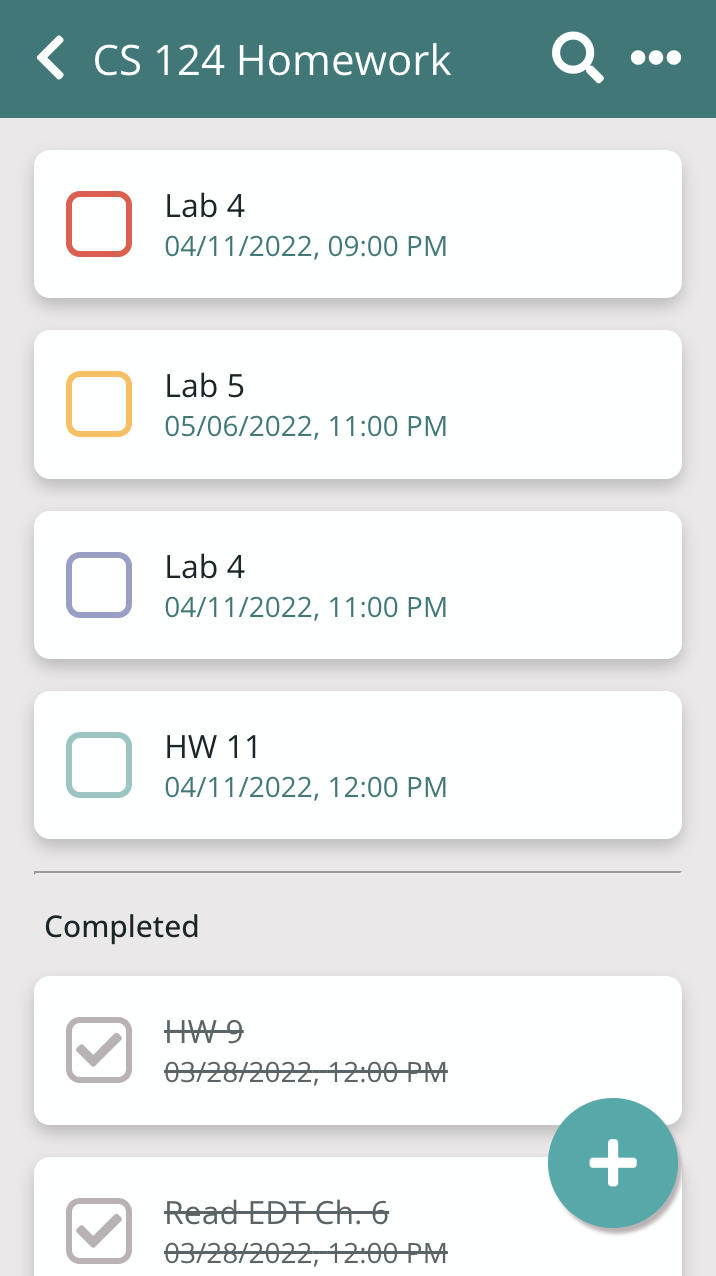 CS 124 Homework
Lab 4
04/11/2022, 09:00 PM
Lab 5
05/06/2022, 11:00 PM
Lab 4
04/11/2022, 11:00 PM
HW 11
04/11/2022, 12:00 PM
Completed
HW 9
03/28/2022, 12:00 PM
Read EDT Ch. 6
03/28/2022, 12:00 PM